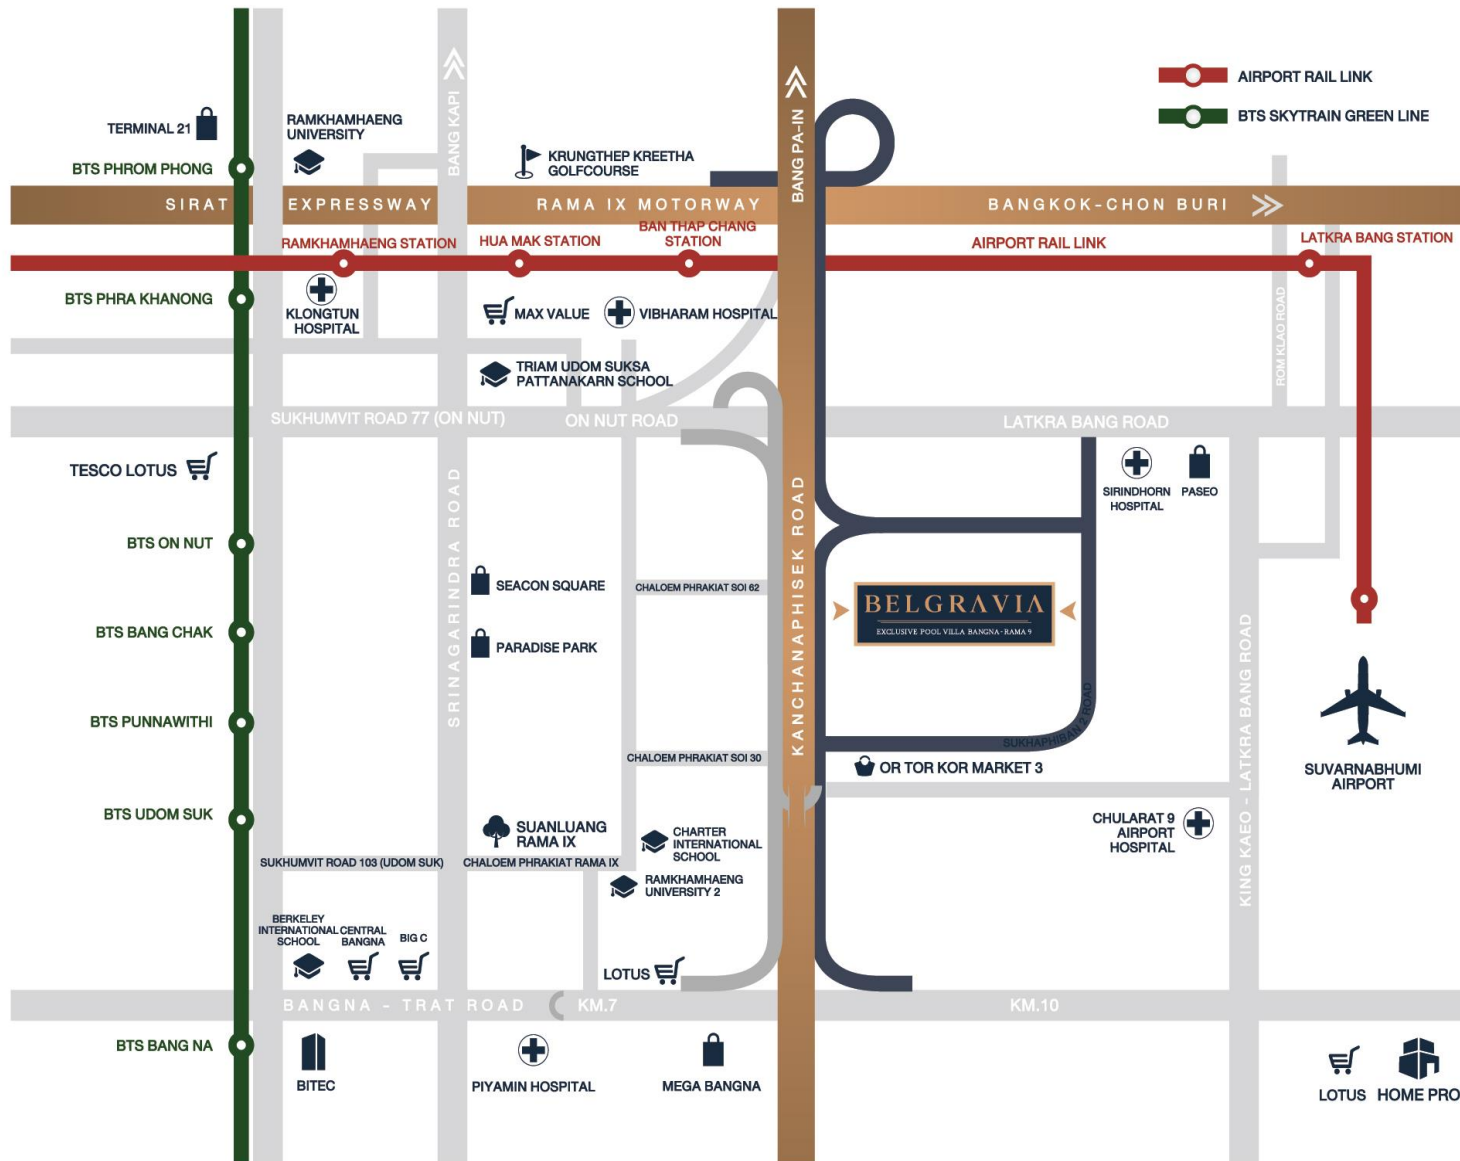 AIRPORT RAIL LINK
BTS SKYTRAIN GREEN LINE
TERMINAL 21
RAMKHAMHAENG
UNIVERSITY
BANG KAPI
BANG PA-IN
BTS PHROM PHONG
KRUNGTHEP KREETHA
GOLFCOURSE
SIRAT EXPRESSWAY
RAMA IX MOTORWAY
BANGKOK-CHON BURI
RAMKHAMHAENG STATION
HUA MAK STATION
BAN THAP CHANG
STATION
AIRPORT RAIL LINK
LATKRA BANG STATION
BTS PHRA KHANONG
KLONGTUN
HOSPITAL
MAX VALUE
VIBHARAM HOSPITAL
ROM KLAO ROAD
TRIAM UDOM SUKSA
PATTANAKARN SCHOOL
SUKHUMVIT ROAD 77 (ON NUT)
ON NUT ROAD
LATKRA BANG ROAD
TESCO LOTUS
SIRINDHORN
HOSPITAL
PASEO
SRINAGARINDRA ROAD
KANCHANAPHISEK ROAD
BTS ON NUT
SEACON SQUARE
CHALOEM PHRAKIAT SOI 62
BELGRAVIA
EXCLUSIVE POOL VILLA BANGNA-RAMA 9
BTS BANG CHAK
PARADISE PARK
KING KAEO - LATKRA BANG ROAD
BTS PUNNAWITHI
SUKHAPHIBAN 2 ROAD
CHALOEM PHRAKIAT SOI 30
OR TOR KOR MARKET 3
SUVARNABHUMI
AIRPORT
BTS UDOM SUK
SUANLUANG
RAMA IX
CHARTER
INTERNATIONAL
SCHOOL
CHULARAT 9
AIRPORT
HOSPITAL
SUKHUMVIT ROAD 103 (UDOM SUK)
CHALOEM PHRAKIAT RAMA IX
RAMKHAMHAENG
UNIVERSITY 2
BERKELEY
INTERNATIONAL
SCHOOL
CENTRAL
BANGNA
BIG C
LOTUS
BANGNA - TRAT ROAD
KM.7
KM.10
BTS BANG NA
BITEC
PIYAMIN HOSPITAL
MEGA BANGNA
LOTUS
HOME PRO